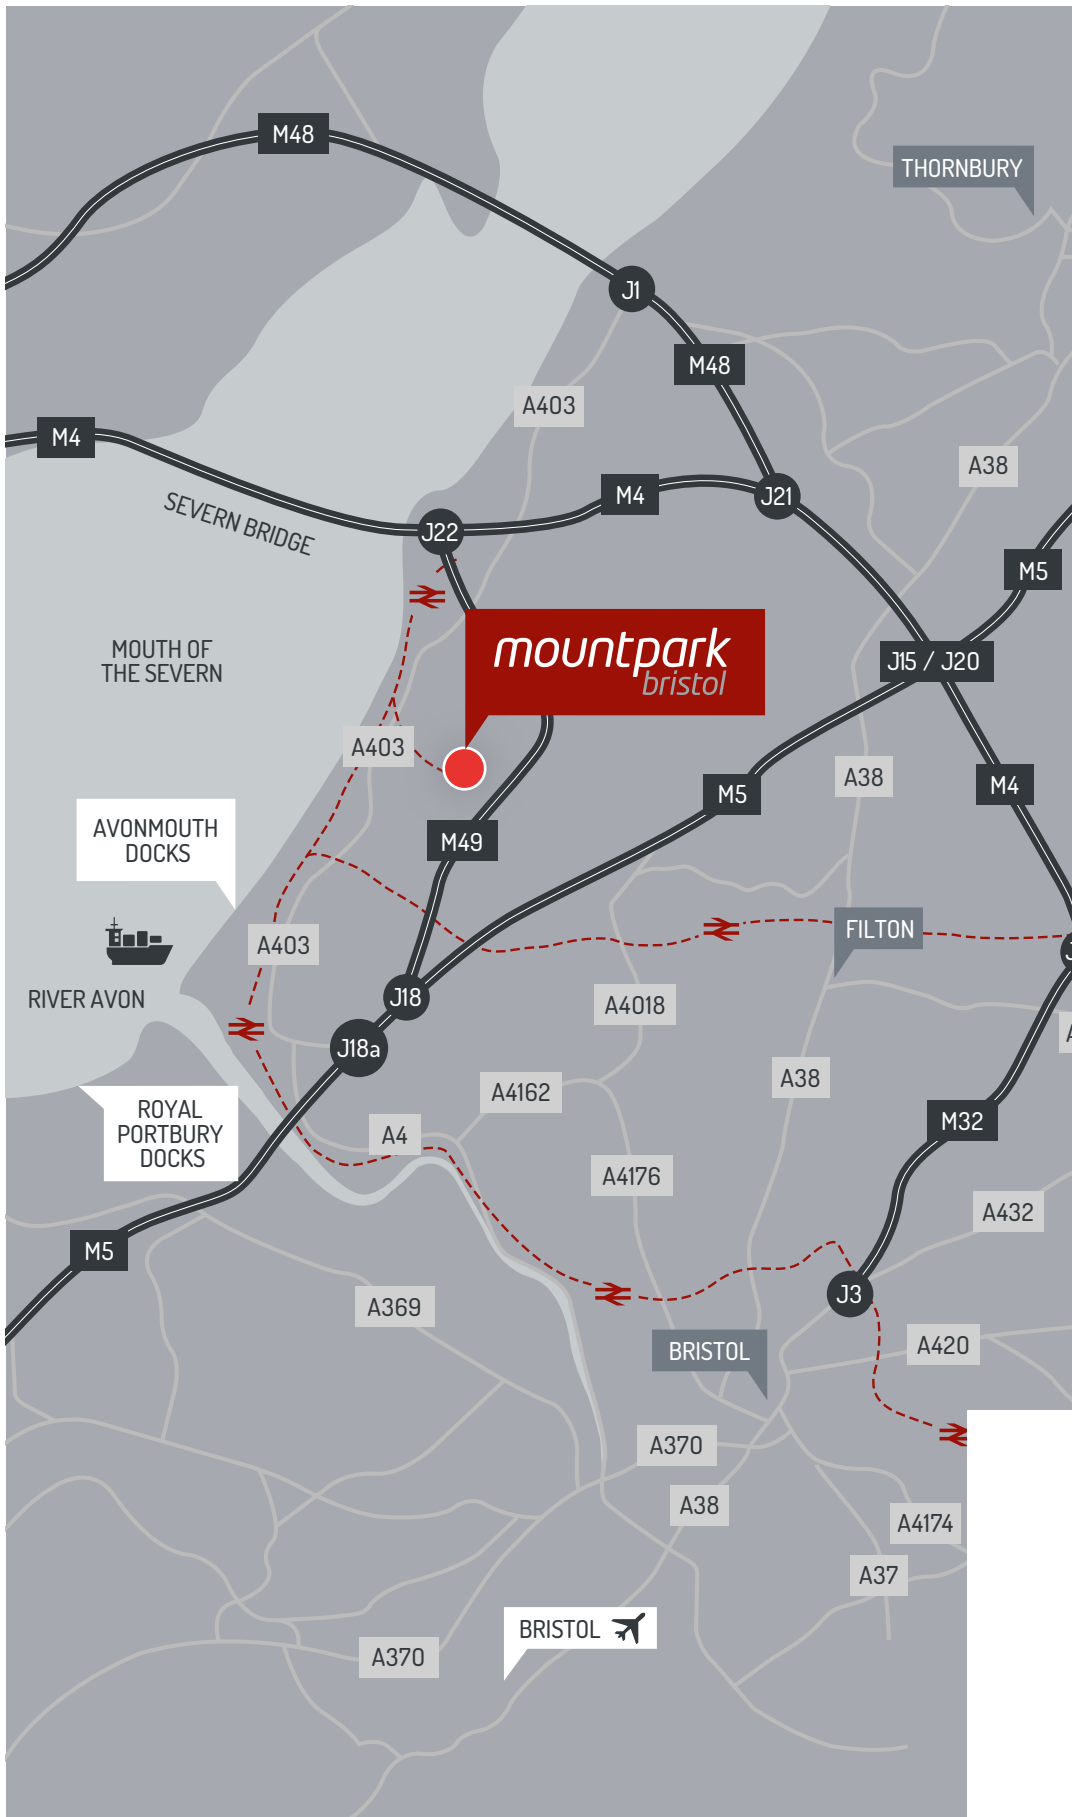 M48
THORNBURY
J1
M48
A403
M4
A38
M4
J21
SEVERN BRIDGE
J22
M5
MOUTH OF
THE SEVERN
mountpark
bristol
J15 / J20
A403
A38
M4
M5
AVONMOUTH
DOCKS
M49
FILTON
A403
RIVER AVON
J18
A4018
J18a
A38
A4162
ROYAL
PORTBURY
DOCKS
A4
M32
A4176
A432
M5
J3
A369
BRISTOL
A420
A370
A38
A4174
A37
BRISTOL
A370